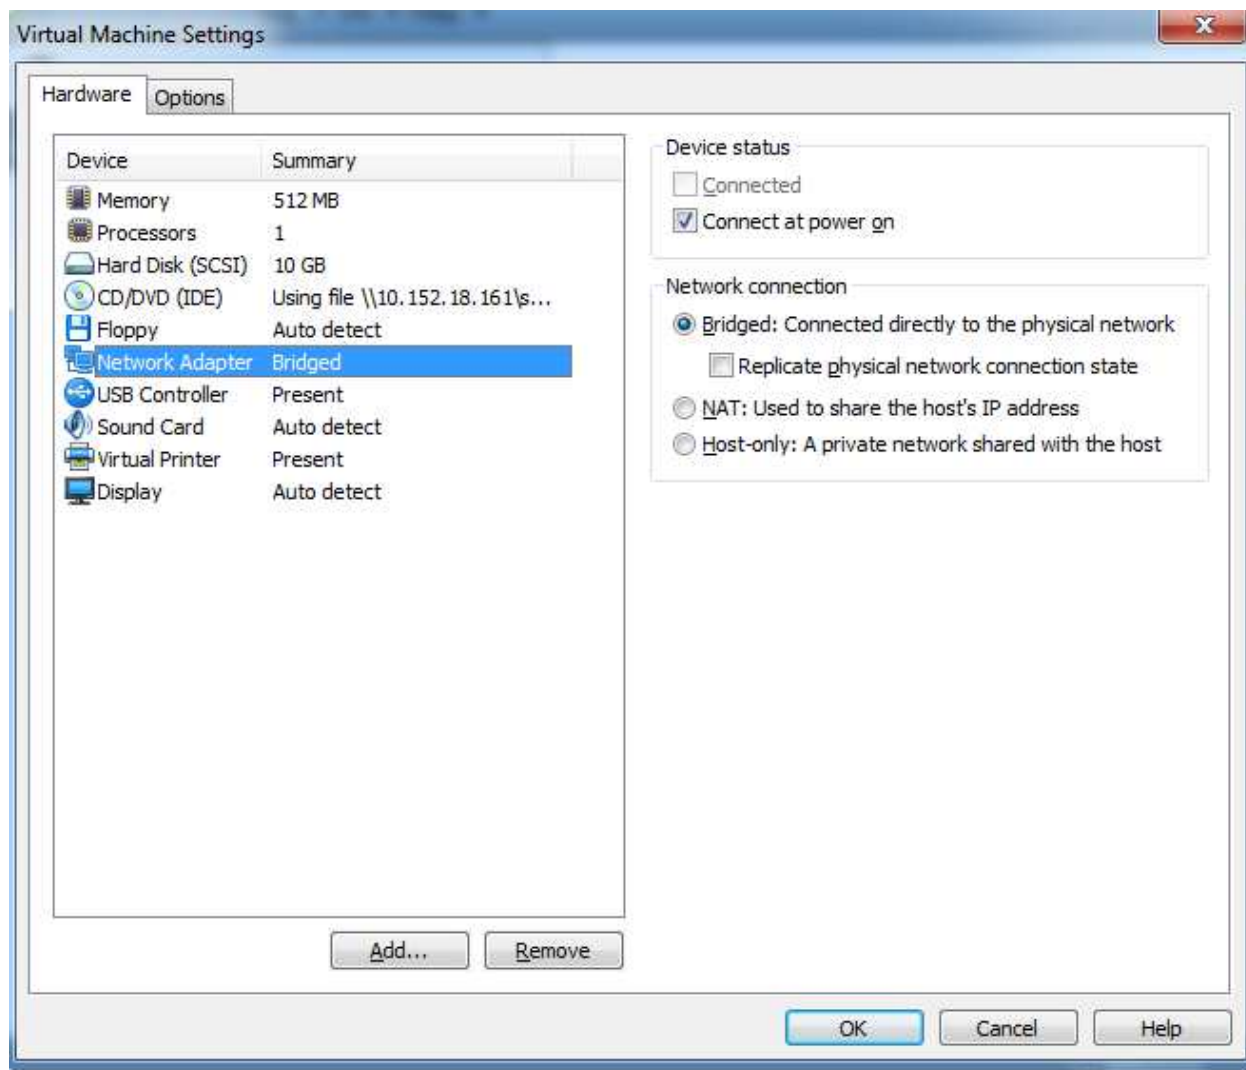 Virtual Machine Settings
Hardware
Options
Device Summary
Memory 512 MB
Processors 1
Hard Disk (SCSI) 10 GB
CD/DVD (IDE) Using file \\10.152.18.161\s...
Floppy Auto detect
Network Adapter Bridged
USB Controller Present
Sound Card Auto detect
Virtual Printer Present
Display Auto detect
Add... Remove
Device status
Connected
Connect at power on
Network connection
Bridged: Connected directly to the physical network
Replicate physical network connection state
NAT: Used to share the host's IP address
Host-only: A private network shared with the host
OK Cancel Help